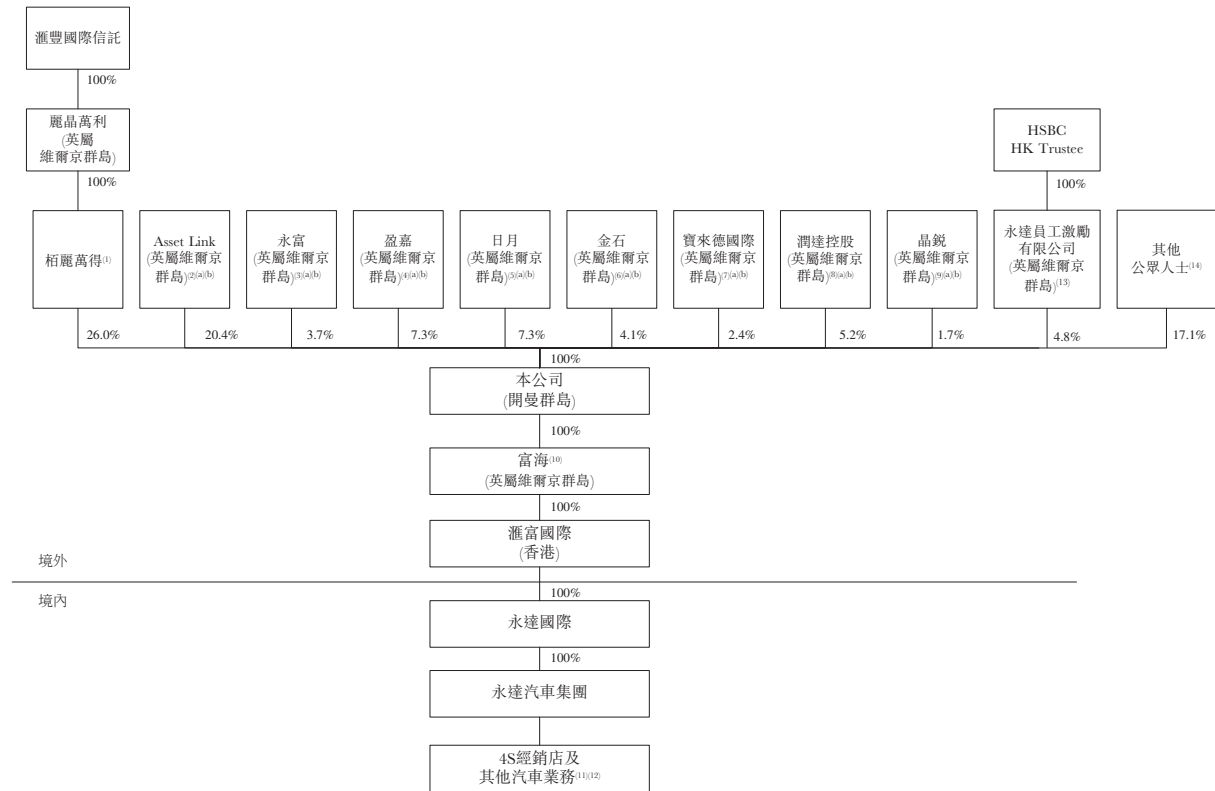 滙豐國際信託
100%
麗晶萬利
(英屬
維爾京群島)
HSBC
HK Trustee
100%
100%
栢麗萬得(1)
Asset Link
(英屬維爾京
群島)(2)(a)(b)
永富
(英屬維爾京
群島)(3)(a)(b)
盈嘉
(英屬維爾京
群島)(4)(a)(b)
日月
(英屬維爾京
群島)(5)(a)(b)
金石
(英屬維爾京
群島)(6)(a)(b)
寶來德國際
(英屬維爾京
群島)(7)(a)(b)
潤達控股
(英屬維爾京
群島)(8)(a)(b)
晶銳
(英屬維爾京
群島)(9)(a)(b)
永達員工激勵
有限公司
(英屬維爾京
群島)(13)
其他
公眾人士(14)
26.0%
20.4%
3.7%
7.3%
7.3%
4.1%
2.4%
5.2%
1.7%
4.8%
17.1%
100%
本公司
(開曼群島)
100%
富海(10)
(英屬維爾京群島)
100%
滙富國際
(香港)
境外
境內
100%
永達國際
100%
永達汽車集團
4S經銷店及
其他汽車業務(11)(12)